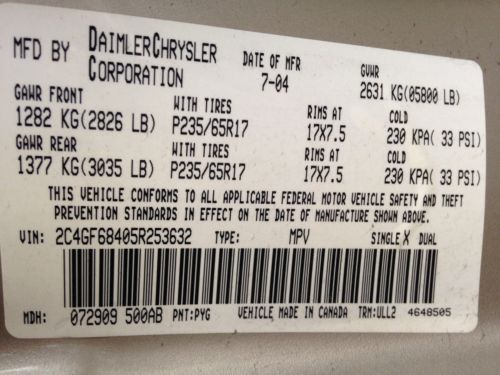 MFD BY DAIMLERCHRYSLER CORPORATION
DATE OF MFR 7-04
GVWR 2631 KG(05800 LB)
GAWR FRONT WITH TIRES RIMS AT COLD
1282 KG(2826 LB) P235/65R17 17X7.5 230 KPA( 33 PSI)
GAWR REAR WITH TIRES RIMS AT COLD
1377 KG(3035 LB) P235/65R17 17X7.5 230 KPA( 33 PSI)
THIS VEHICLE CONFORMS TO ALL APPLICABLE FEDERAL MOTOR VEHICLE SAFETY AND THEFT
PREVENTION STANDARDS IN EFFECT ON THE DATE OF MANUFACTURE SHOWN ABOVE.
VIN: 2C4GF68405R253632 TYPE: MPV SINGLE X DUAL
MDH: 072909 500AB PNT:PYG VEHICLE MADE IN CANADA TRM:ULL2 4648505